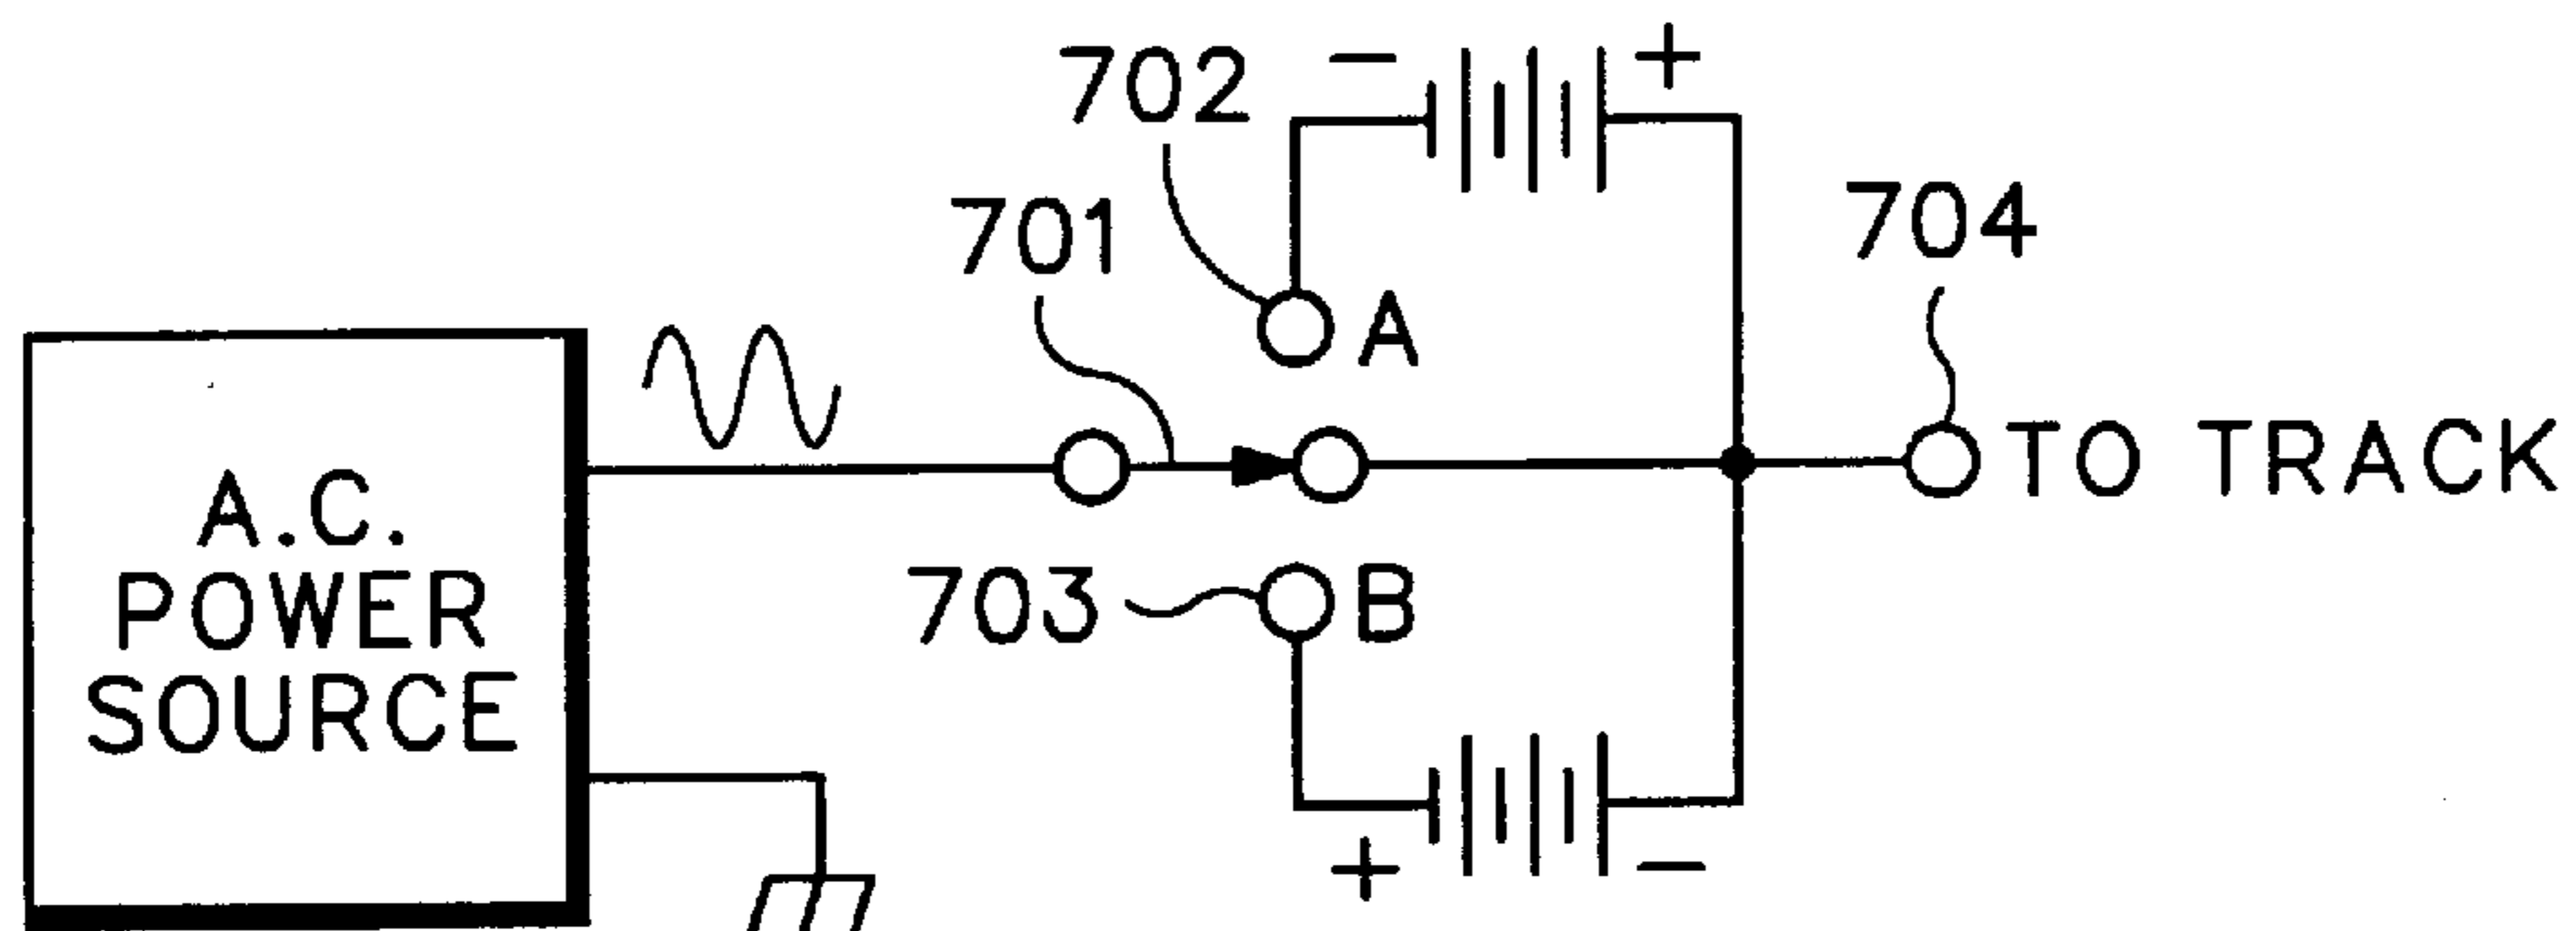 702
− +
701
704
A
TO TRACK
A.C.
POWER
SOURCE
703
B
+ −